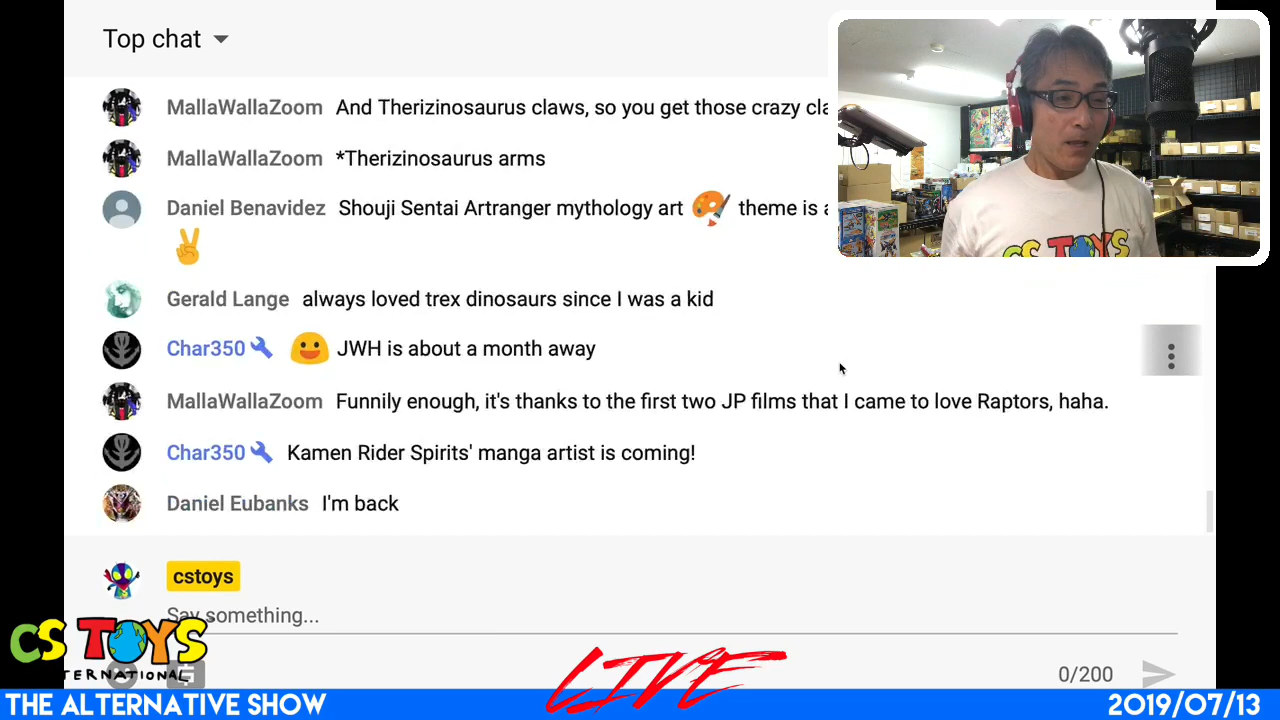 Top chat
MallaWallaZoom And Therizinosaurus claws, so you get those crazy cla
MallaWallaZoom *Therizinosaurus arms
Daniel Benavidez Shouji Sentai Artranger mythology art 🎨 theme is a
✌
Gerald Lange always loved trex dinosaurs since I was a kid
Char350 😀 JWH is about a month away
MallaWallaZoom Funnily enough, it's thanks to the first two JP films that I came to love Raptors, haha.
Char350 Kamen Rider Spirits' manga artist is coming!
Daniel Eubanks I'm back
cstoys
Say something...
0/200
CS TOYS
CS TOYS
TERNATIONAL
LIVE
THE ALTERNATIVE SHOW
2019/07/13